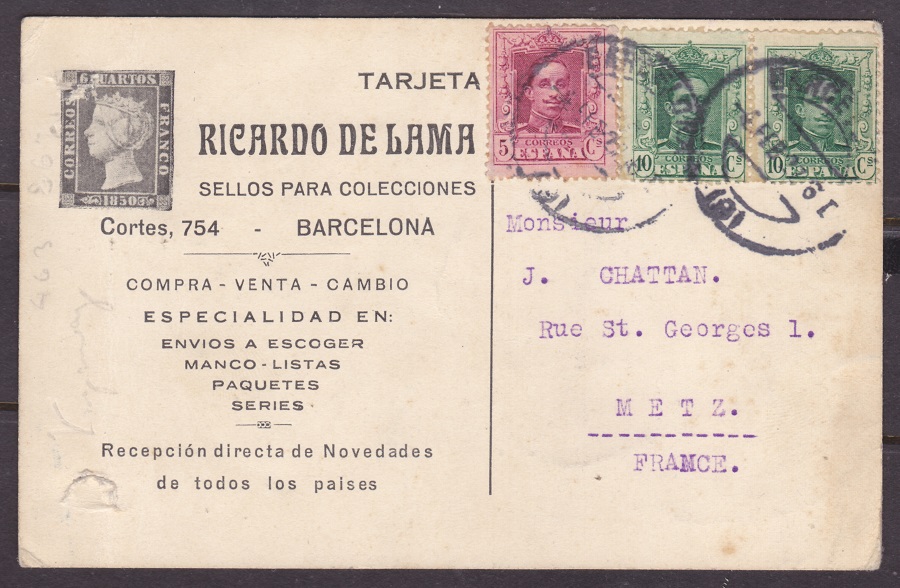 6 CUARTOS
CORREOS
FRANCO
1850
TARJETA
RICARDO DE LAMA
SELLOS PARA COLECCIONES
Cortes, 754 - BARCELONA
COMPRA - VENTA - CAMBIO
ESPECIALIDAD EN:
ENVIOS A ESCOGER
MANCO - LISTAS
PAQUETES
SERIES
Recepción directa de Novedades
de todos los paises
5 CORREOS Cs
ESPAÑA
10 CORREOS Cs
ESPAÑA
10 CORREOS Cs
ESPAÑA
Monsieur
J. CHATTAN.
Rue St. Georges 1.
METZ.
FRANCE.